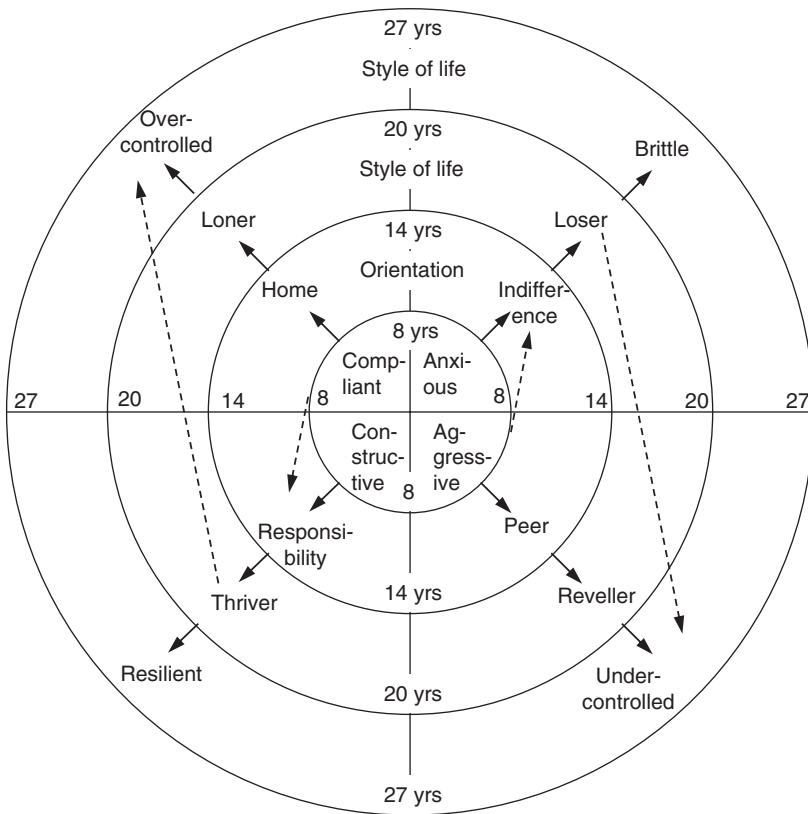 27 yrs
Style of life
Over-
controlled
20 yrs
Brittle
Style of life
Loner
Loser
14 yrs
Orientation
Home
Indiffer-
ence
8 yrs
Comp-
liant
Anxi-
ous
27
20
14
8
8
14
20
27
Con-
struc-
tive
Ag-
gress-
ive
8
Responsi-
bility
Peer
14 yrs
Thriver
Reveller
Resilient
Under-
controlled
20 yrs
27 yrs